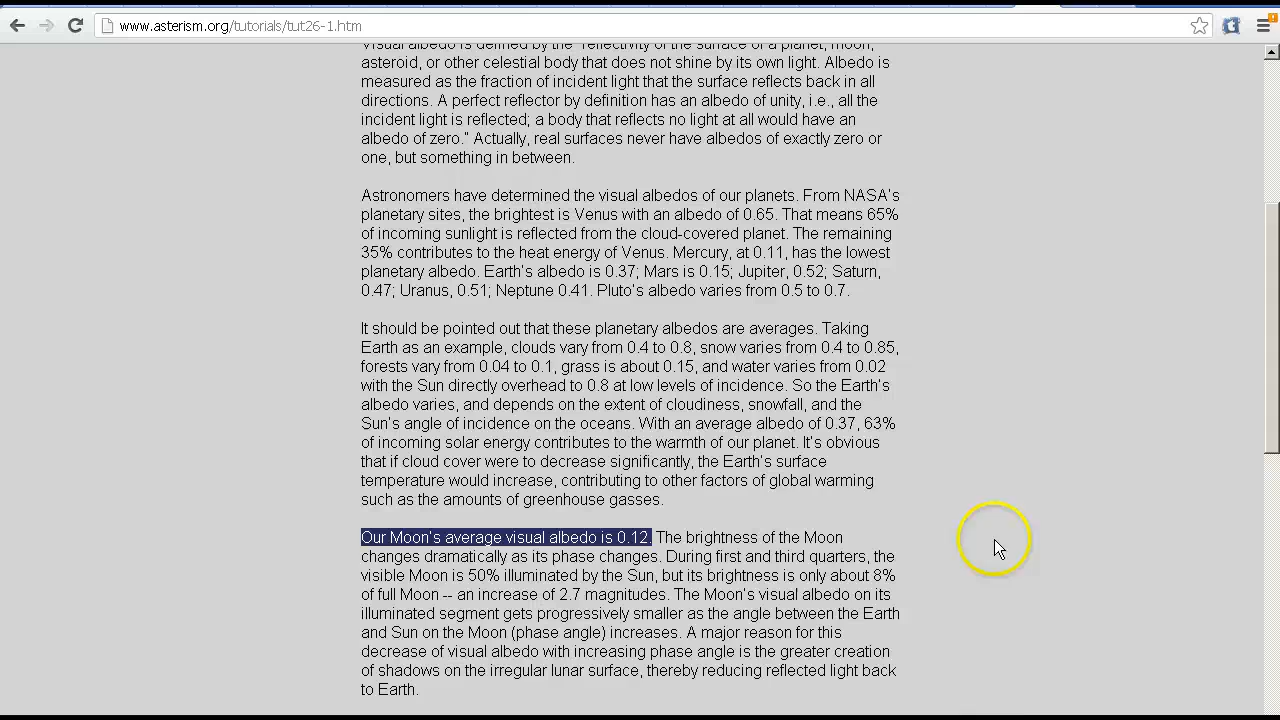 www.asterism.org/tutorials/tut26-1.htm
Visual albedo is defined by the "reflectivity of the surface of a planet, moon,
asteroid, or other celestial body that does not shine by its own light. Albedo is
measured as the fraction of incident light that the surface reflects back in all
directions. A perfect reflector by definition has an albedo of unity, i.e., all the
incident light is reflected; a body that reflects no light at all would have an
albedo of zero." Actually, real surfaces never have albedos of exactly zero or
one, but something in between.
Astronomers have determined the visual albedos of our planets. From NASA's
planetary sites, the brightest is Venus with an albedo of 0.65. That means 65%
of incoming sunlight is reflected from the cloud-covered planet. The remaining
35% contributes to the heat energy of Venus. Mercury, at 0.11, has the lowest
planetary albedo. Earth's albedo is 0.37; Mars is 0.15; Jupiter, 0.52; Saturn,
0.47; Uranus, 0.51; Neptune 0.41. Pluto's albedo varies from 0.5 to 0.7.
It should be pointed out that these planetary albedos are averages. Taking
Earth as an example, clouds vary from 0.4 to 0.8, snow varies from 0.4 to 0.85,
forests vary from 0.04 to 0.1, grass is about 0.15, and water varies from 0.02
with the Sun directly overhead to 0.8 at low levels of incidence. So the Earth's
albedo varies, and depends on the extent of cloudiness, snowfall, and the
Sun's angle of incidence on the oceans. With an average albedo of 0.37, 63%
of incoming solar energy contributes to the warmth of our planet. It's obvious
that if cloud cover were to decrease significantly, the Earth's surface
temperature would increase, contributing to other factors of global warming
such as the amounts of greenhouse gasses.
Our Moon's average visual albedo is 0.12. The brightness of the Moon
changes dramatically as its phase changes. During first and third quarters, the
visible Moon is 50% illuminated by the Sun, but its brightness is only about 8%
of full Moon -- an increase of 2.7 magnitudes. The Moon's visual albedo on its
illuminated segment gets progressively smaller as the angle between the Earth
and Sun on the Moon (phase angle) increases. A major reason for this
decrease of visual albedo with increasing phase angle is the greater creation
of shadows on the irregular lunar surface, thereby reducing reflected light back
to Earth.